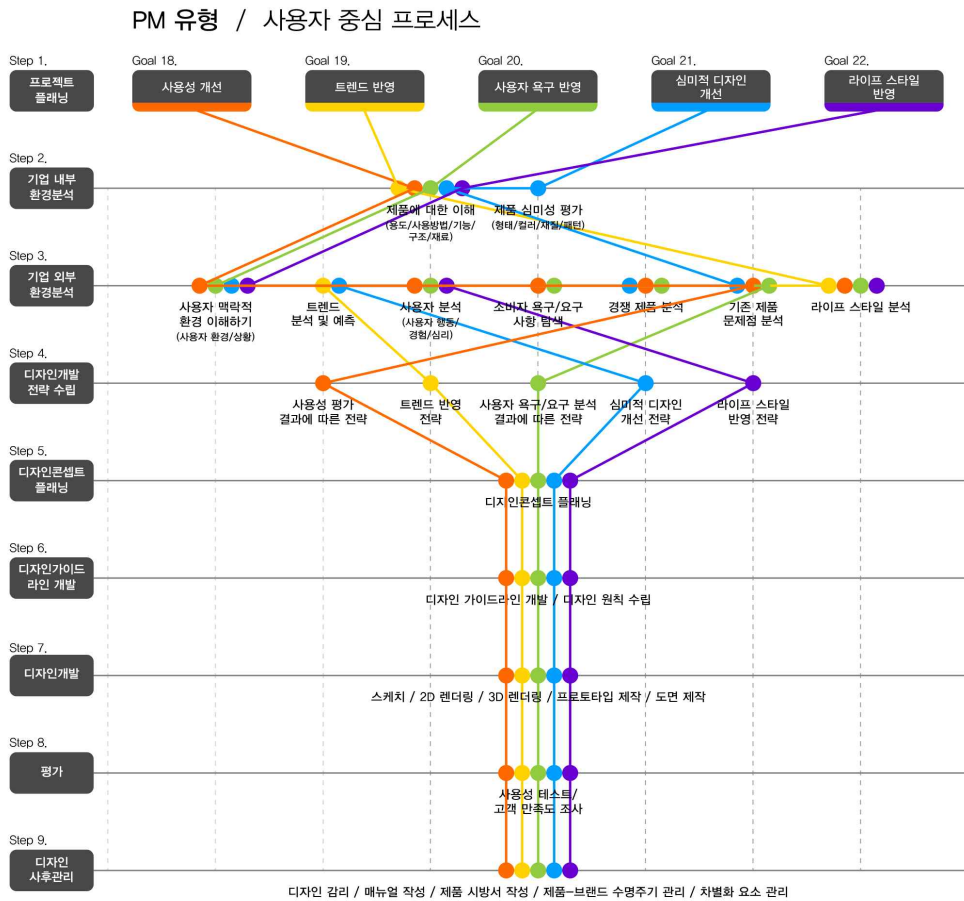 PM 유형 / 사용자 중심 프로세스
Step 1.
프로젝트
플래닝
Goal 18.
사용성 개선
Goal 19.
트렌드 반영
Goal 20.
사용자 욕구 반영
Goal 21.
심미적 디자인
개선
Goal 22.
라이프 스타일
반영
Step 2.
기업 내부
환경분석
제품에 대한 이해
(용도/사용방법/기능/
구조/재료)
제품 심미성 평가
(형태/컬러/재질/패턴)
Step 3.
기업 외부
환경분석
사용자 맥락적
환경 이해하기
(사용자 환경/상황)
트렌드
분석 및 예측
사용자 분석
(사용자 행동/
경험/심리)
소비자 욕구/요구
사항 탐색
경쟁 제품 분석
기존 제품
문제점 분석
라이프 스타일 분석
Step 4.
디자인개발
전략 수립
사용성 평가
결과에 따른 전략
트렌드 반영
전략
사용자 욕구/요구 분석
결과에 따른 전략
심미적 디자인
개선 전략
라이프 스타일
반영 전략
Step 5.
디자인콘셉트
플래닝
디자인콘셉트 플래닝
Step 6.
디자인가이드
라인 개발
디자인 가이드라인 개발 / 디자인 원칙 수립
Step 7.
디자인개발
스케치 / 2D 렌더링 / 3D 렌더링 / 프로토타입 제작 / 도면 제작
Step 8.
평가
사용성 테스트/
고객 만족도 조사
Step 9.
디자인
사후관리
디자인 감리 / 매뉴얼 작성 / 제품 시방서 작성 / 제품-브랜드 수명주기 관리 / 차별화 요소 관리